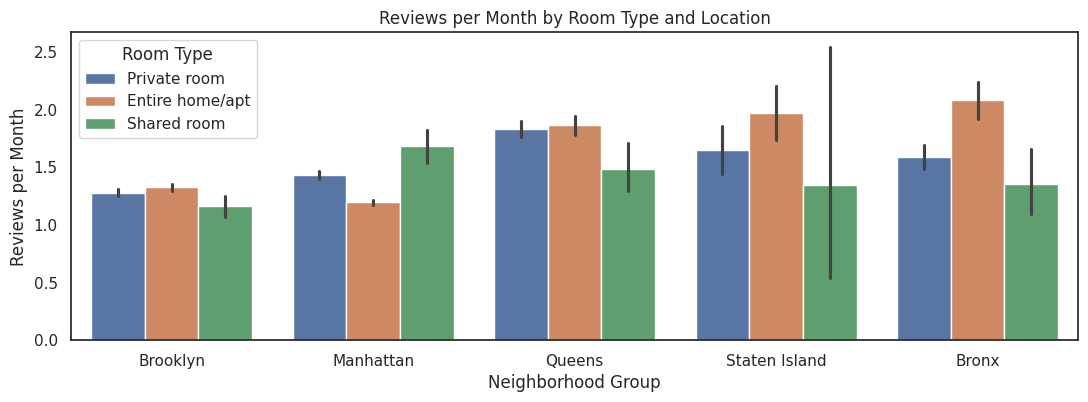 Reviews per Month by Room Type and Location
Reviews per Month
2.5
2.0
1.5
1.0
0.5
0.0
Room Type
Private room
Entire home/apt
Shared room
Brooklyn
Manhattan
Queens
Staten Island
Bronx
Neighborhood Group